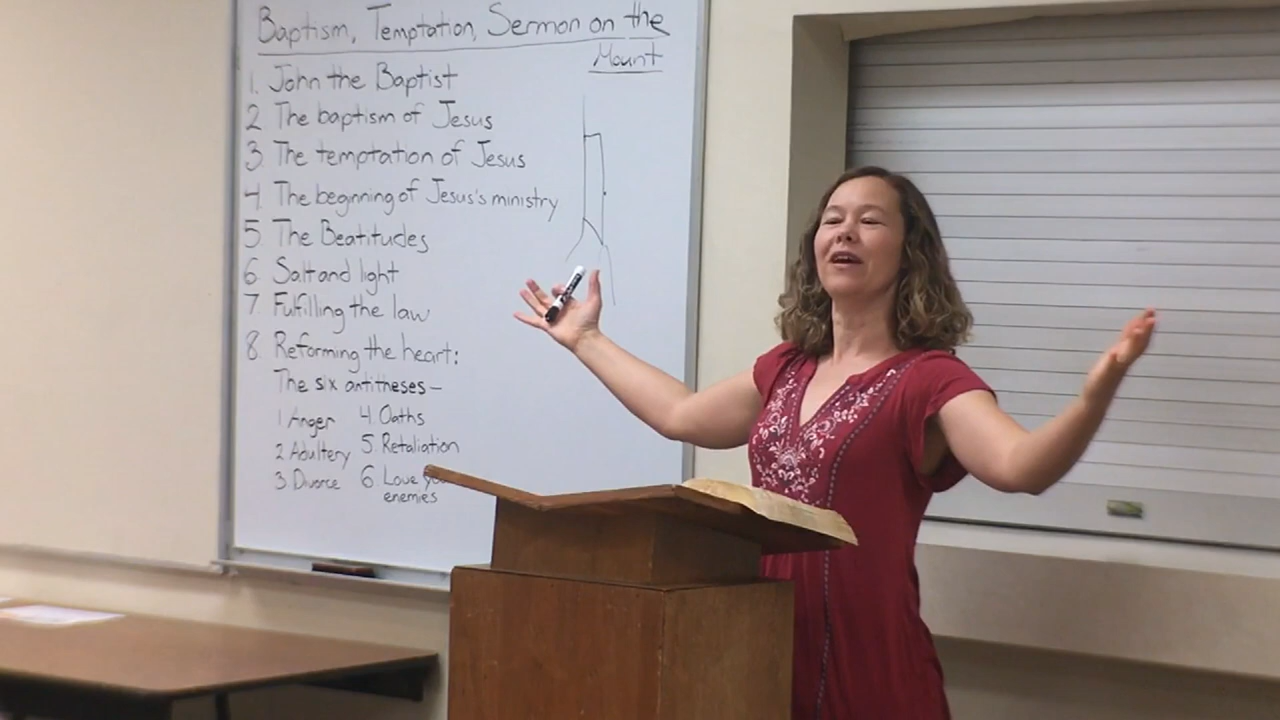 Baptism, Temptation, Sermon on the
Mount
1. John the Baptist
2 The baptism of Jesus
3. The temptation of Jesus
4. The beginning of Jesus's ministry
5. The Beatitudes
6. Salt and light
7. Fulfilling the law
8. Reforming the heart:
The six antitheses—
1 Anger 4. Oaths
2 Adultery 5. Retaliation
3. Divorce 6. Love
enemies